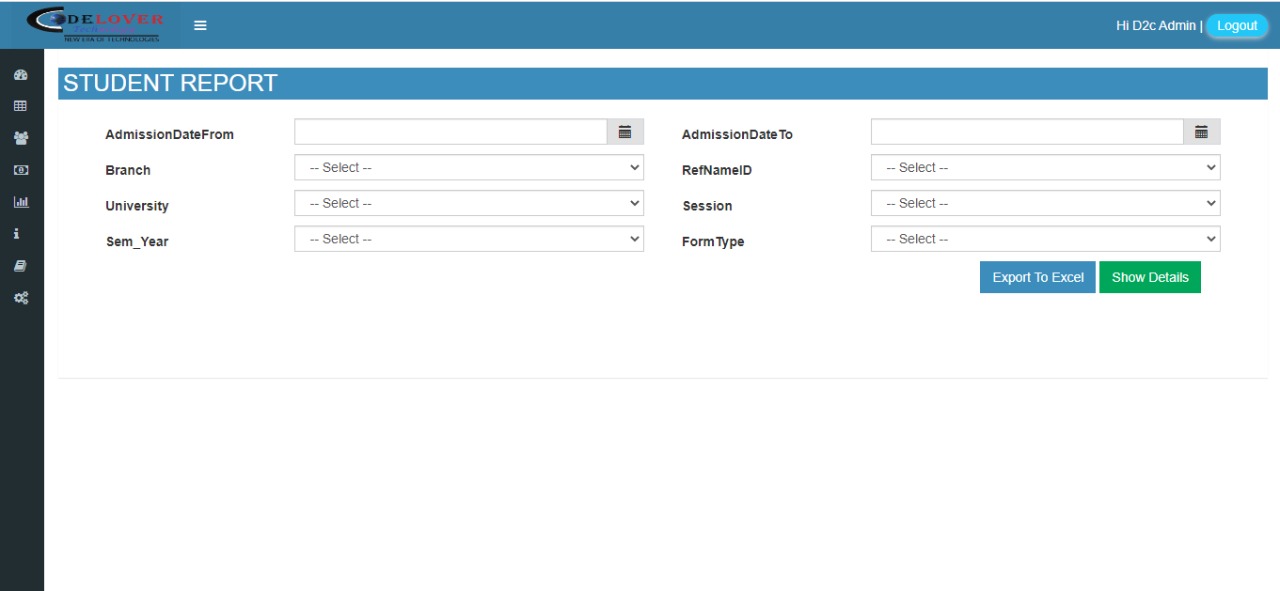 DELOVER
NEW ERA OF TECHNOLOGIES
Hi D2c Admin | Logout
STUDENT REPORT
AdmissionDateFrom AdmissionDateTo
Branch -- Select -- RefNameID -- Select --
University -- Select -- Session -- Select --
Sem_Year -- Select -- FormType -- Select --
Export To Excel Show Details